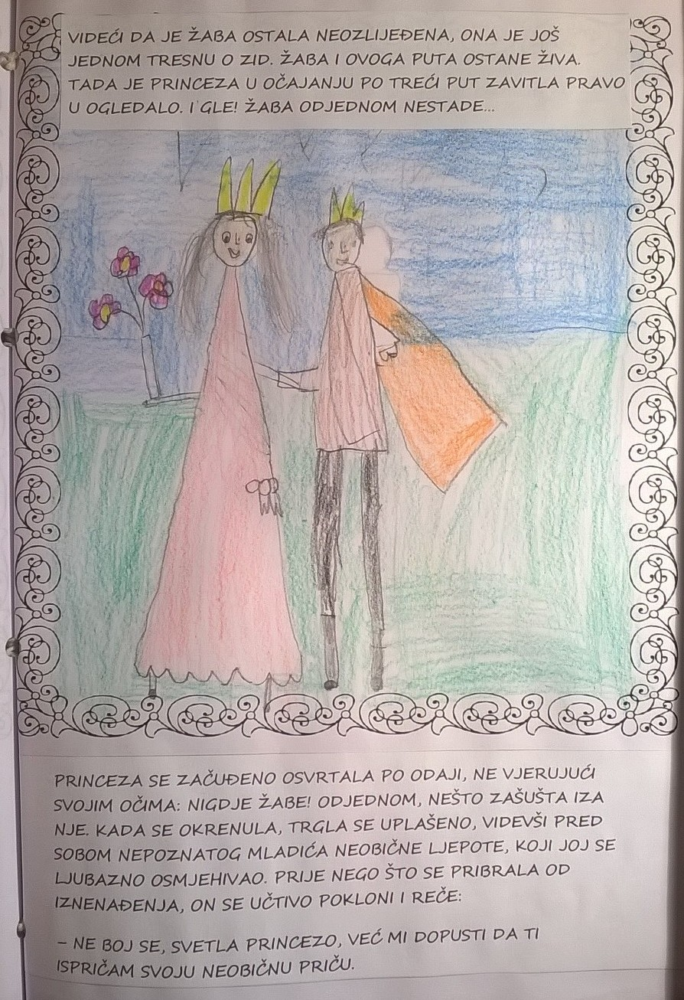 VIDEĆI DA JE ŽABA OSTALA NEOZLIJEĐENA, ONA JE JOŠ
JEDNOM TRESNU O ZID. ŽABA I OVOGA PUTA OSTANE ŽIVA.
TADA JE PRINCEZA U OČAJANJU PO TREĆI PUT ZAVITLA PRAVO
U OGLEDALO. I GLE! ŽABA ODJEDNOM NESTADE...
PRINCEZA SE ZAČUĐENO OSVRTALA PO ODAJI, NE VJERUJUĆI
SVOJIM OČIMA: NIGDJE ŽABE! ODJEDNOM, NEŠTO ZAŠUŠTA IZA
NJE. KADA SE OKRENULA, TRGLA SE UPLAŠENO, VIDEVŠI PRED
SOBOM NEPOZNATOG MLADIĆA NEOBIČNE LJEPOTE, KOJI JOJ SE
LJUBAZNO OSMJEHIVAO. PRIJE NEGO ŠTO SE PRIBRALA OD
IZNENAĐENJA, ON SE UČTIVO POKLONI I REČE:
– NE BOJ SE, SVETLA PRINCEZO, VEĆ MI DOPUSTI DA TI
ISPRIČAM SVOJU NEOBIČNU PRIČU.